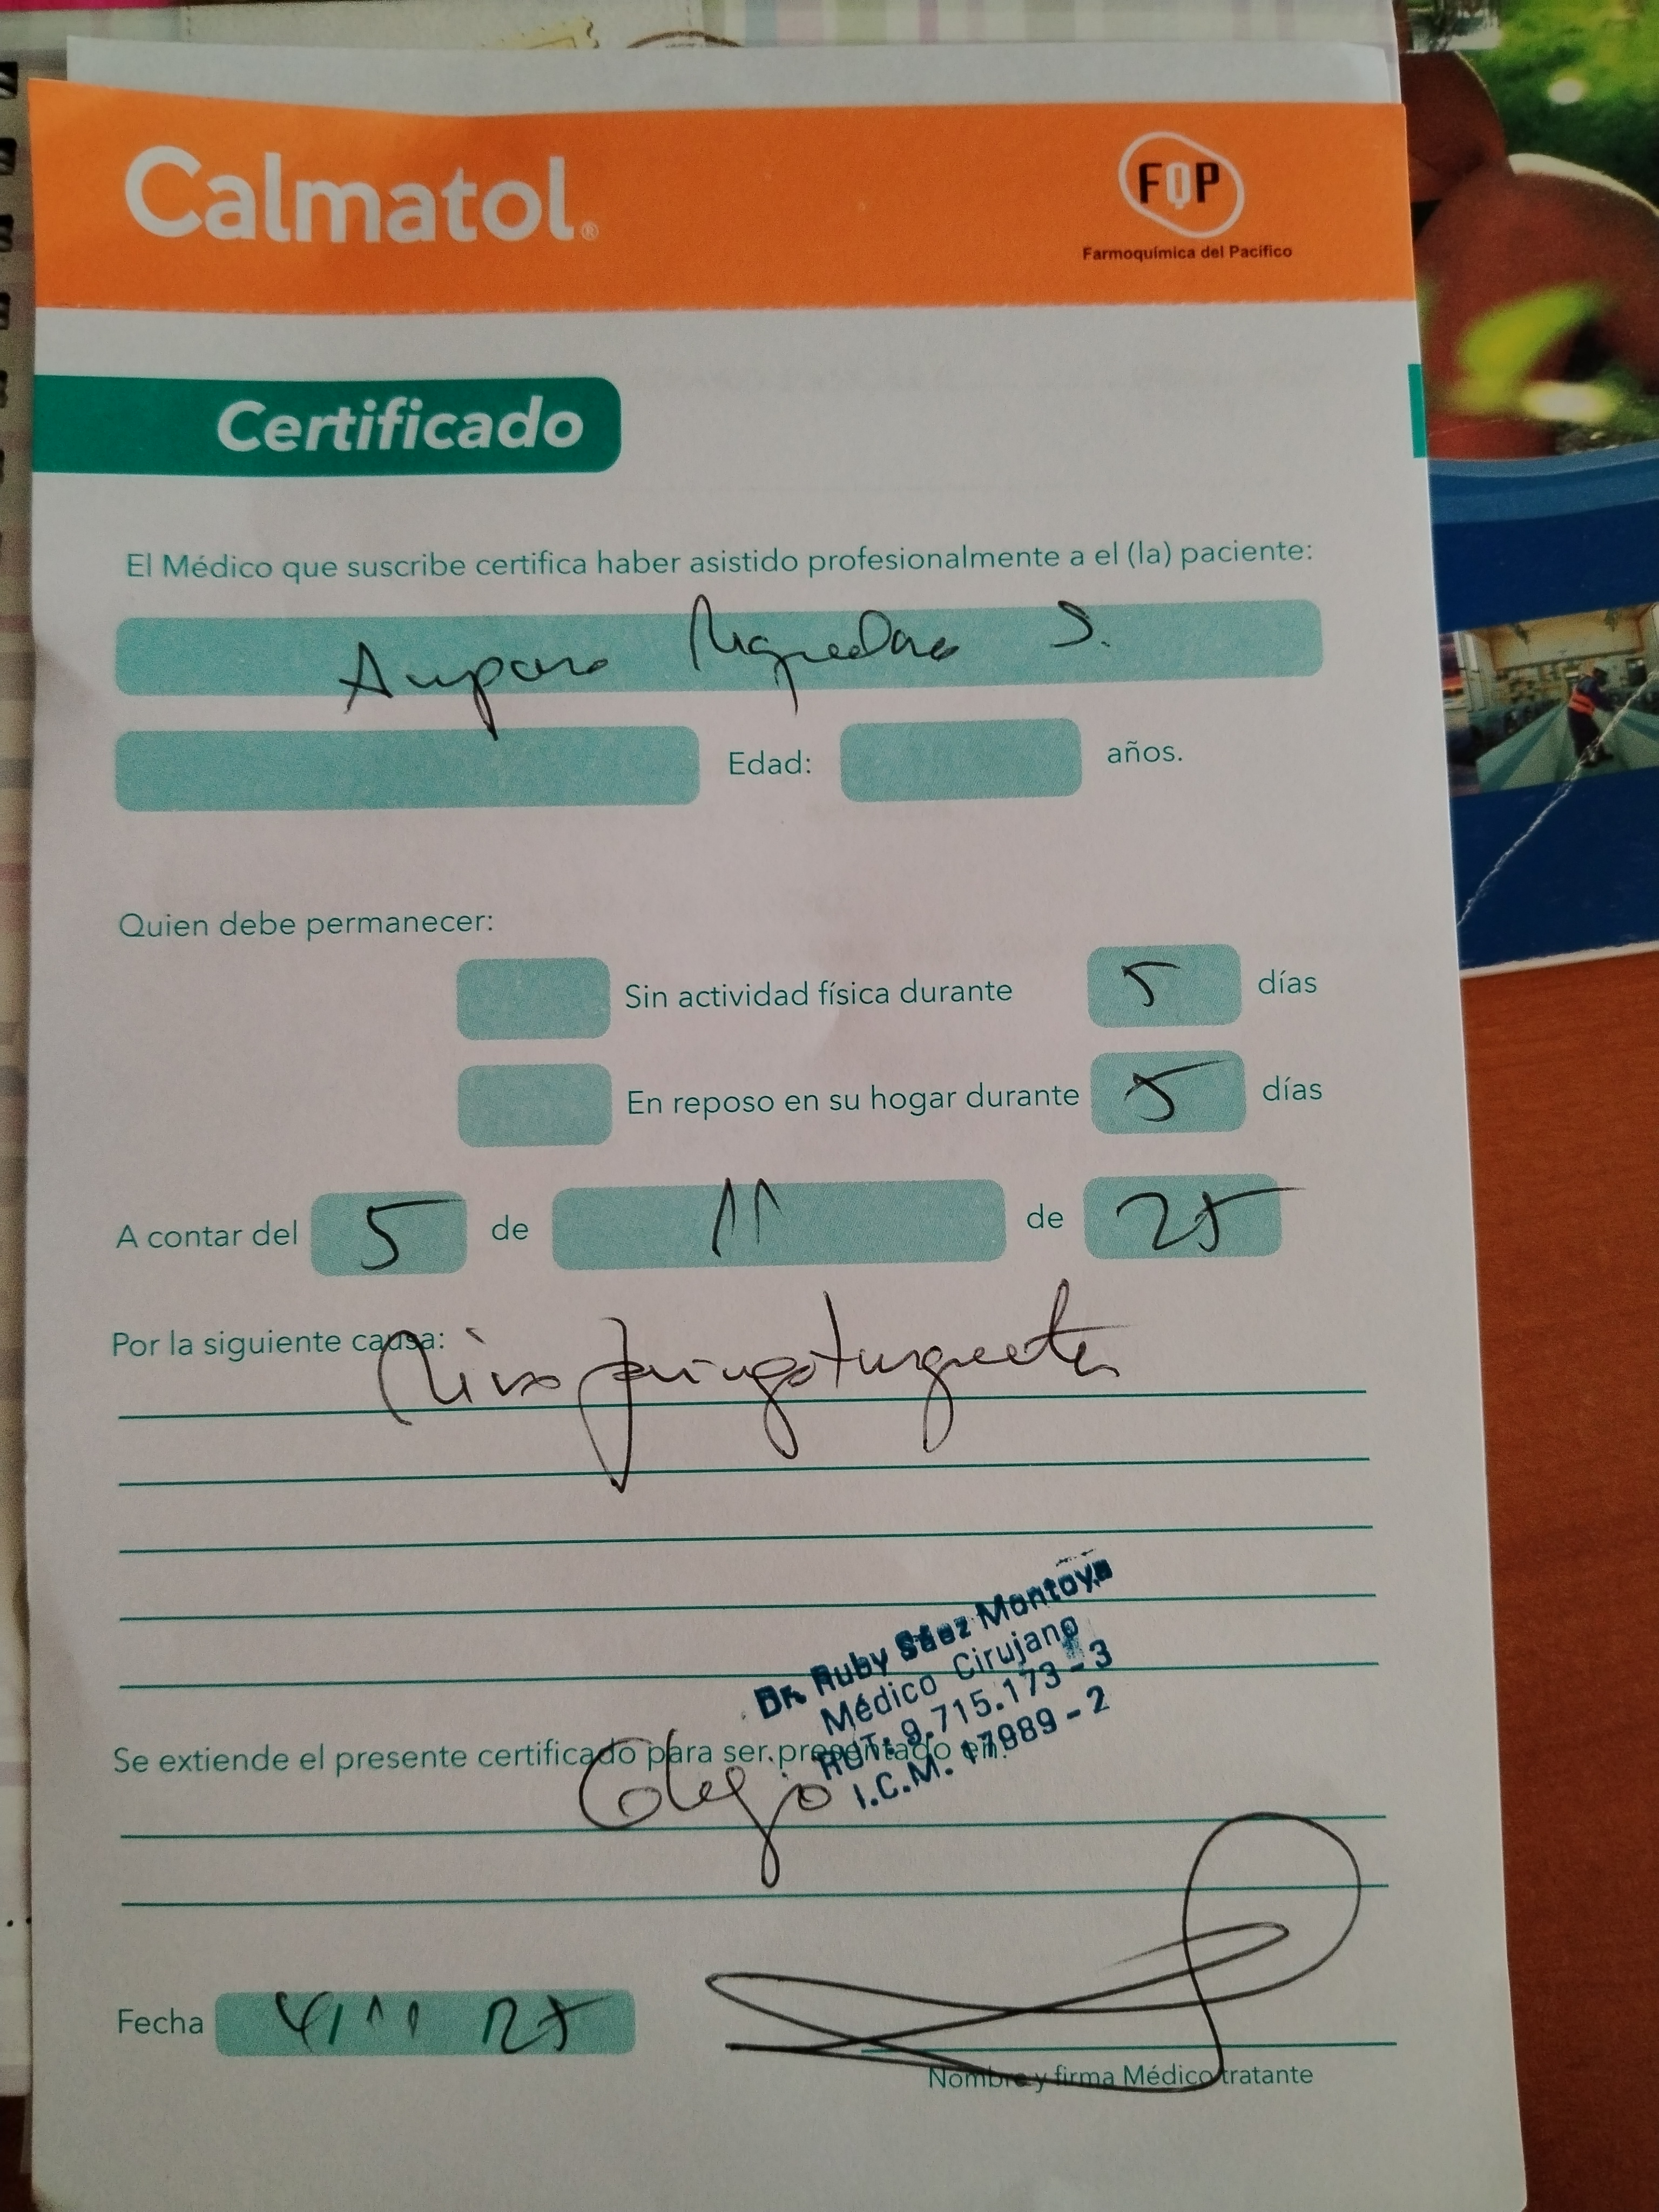 Calmatol®
FQP
Farmoquímica del Pacífico
Certificado
El Médico que suscribe certifica haber asistido profesionalmente a el (la) paciente:
Amparo S.
Edad: años.
Quien debe permanecer:
Sin actividad física durante 5 días
En reposo en su hogar durante 5 días
A contar del 5 de 11 de 25
Por la siguiente causa:
Dr. Ruby Sáez Montoya
Médico Cirujano
RUT: 9.715.173-3
I.C.M. 17989-2
Se extiende el presente certificado para ser presentado en:
Colegio
Fecha 4/11/25
Nombre y firma Médico tratante